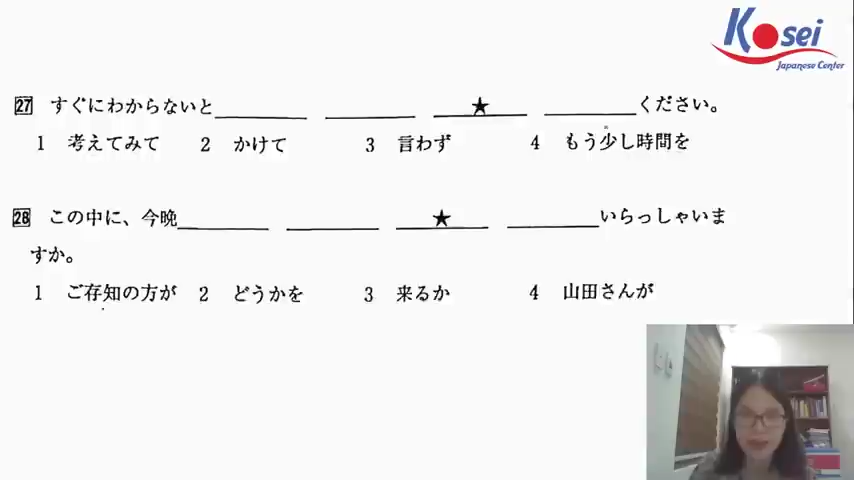 Kosei
Japanese Center
27 すぐにわからないと____ ____ ★ ____ください。
1 考えてみて 2 かけて 3 言わず 4 もう少し時間を
28 この中に、今晩____ ____ ★ ____いらっしゃいま
すか。
1 ご存知の方が 2 どうかを 3 来るか 4 山田さんが